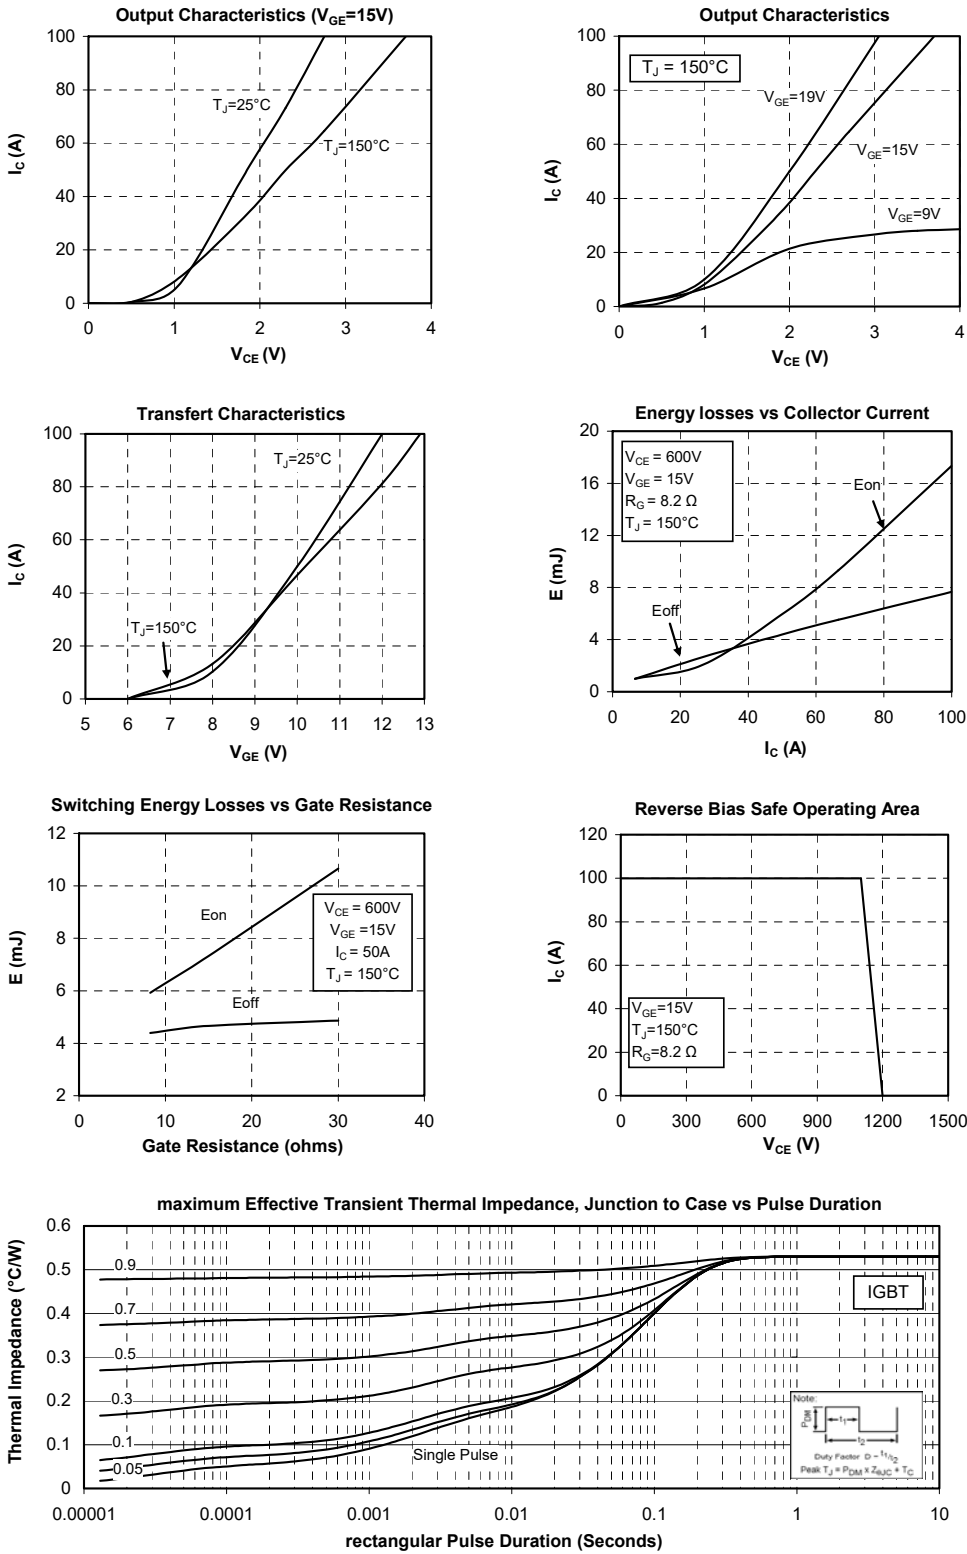 Output Characteristics (VGE=15V)
100
80
60
40
20
0
0 1 2 3 4
IC (A)
VCE (V)
TJ=25°C
TJ=150°C
Output Characteristics
TJ = 150°C
100
80
60
40
20
0
0 1 2 3 4
IC (A)
VCE (V)
VGE=19V
VGE=15V
VGE=9V
Transfert Characteristics
100
80
60
40
20
0
5 6 7 8 9 10 11 12 13
IC (A)
VGE (V)
TJ=25°C
TJ=150°C
Energy losses vs Collector Current
20
16
12
8
4
0
0 20 40 60 80 100
E (mJ)
IC (A)
VCE = 600V
VGE = 15V
RG = 8.2 Ω
TJ = 150°C
Eon
Eoff
Switching Energy Losses vs Gate Resistance
12
10
8
6
4
2
0 10 20 30 40
E (mJ)
Gate Resistance (ohms)
Eon
Eoff
VCE = 600V
VGE =15V
IC = 50A
TJ = 150°C
Reverse Bias Safe Operating Area
120
100
80
60
40
20
0
0 300 600 900 1200 1500
IC (A)
VCE (V)
VGE=15V
TJ=150°C
RG=8.2 Ω
maximum Effective Transient Thermal Impedance, Junction to Case vs Pulse Duration
0.6
0.5
0.4
0.3
0.2
0.1
0
0.00001 0.0001 0.001 0.01 0.1 1 10
Thermal Impedance (°C/W)
rectangular Pulse Duration (Seconds)
0.9
0.7
0.5
0.3
0.1
0.05
Single Pulse
IGBT
Note:
PDM
t1
t2
Duty Factor D = t1/t2
Peak TJ = PDM x ZθJC + TC